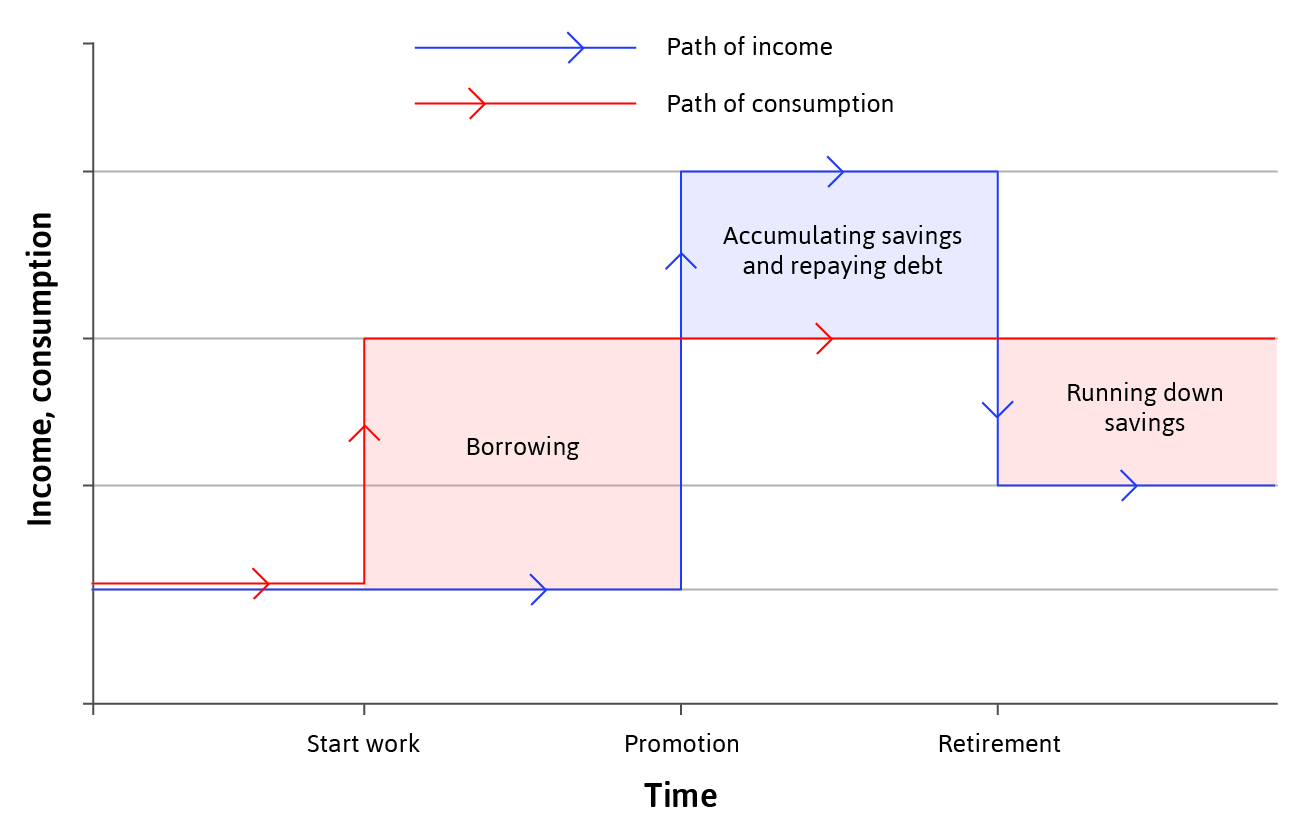 Path of income
Path of consumption
Income, consumption
Accumulating savings
and repaying debt
Running down
savings
Borrowing
Start work
Promotion
Retirement
Time